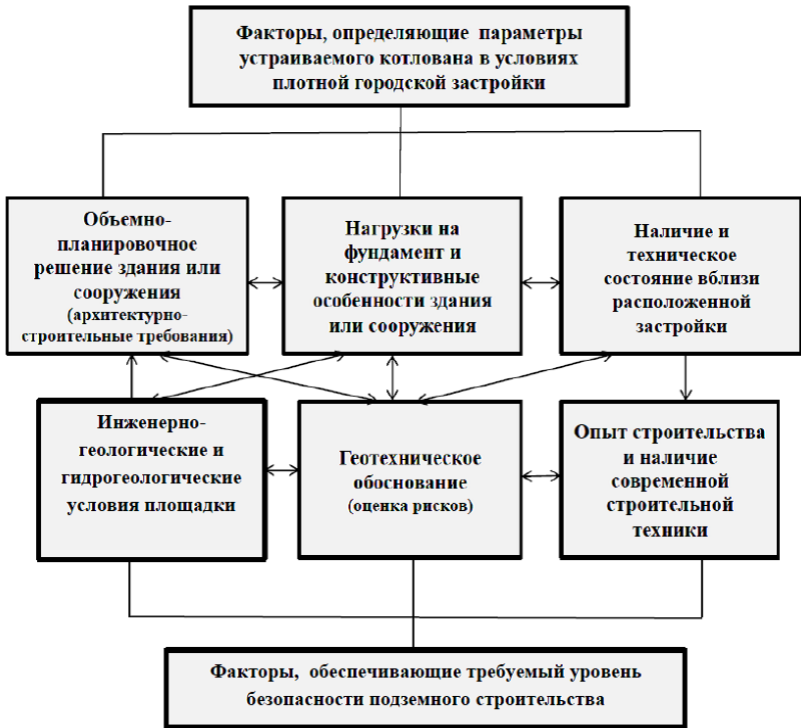 Факторы, определяющие параметры
устраиваемого котлована в условиях
плотной городской застройки
Объемно-
планировочное
решение здания или
сооружения
(архитектурно-
строительные требования)
Нагрузки на
фундамент и
конструктивные
особенности здания
или сооружения
Наличие и
техническое
состояние вблизи
расположенной
застройки
Инженерно-
геологические и
гидрогеологические
условия площадки
Геотехническое
обоснование
(оценка рисков)
Опыт строительства
и наличие
современной
строительной
техники
Факторы, обеспечивающие требуемый уровень
безопасности подземного строительства